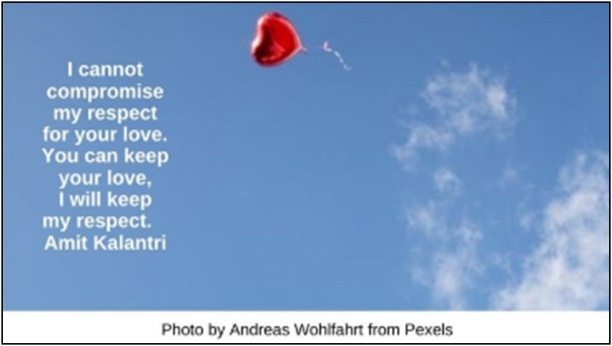 I cannot
compromise
my respect
for your love.
You can keep
your love,
I will keep
my respect.
Amit Kalantri
Photo by Andreas Wohlfahrt from Pexels